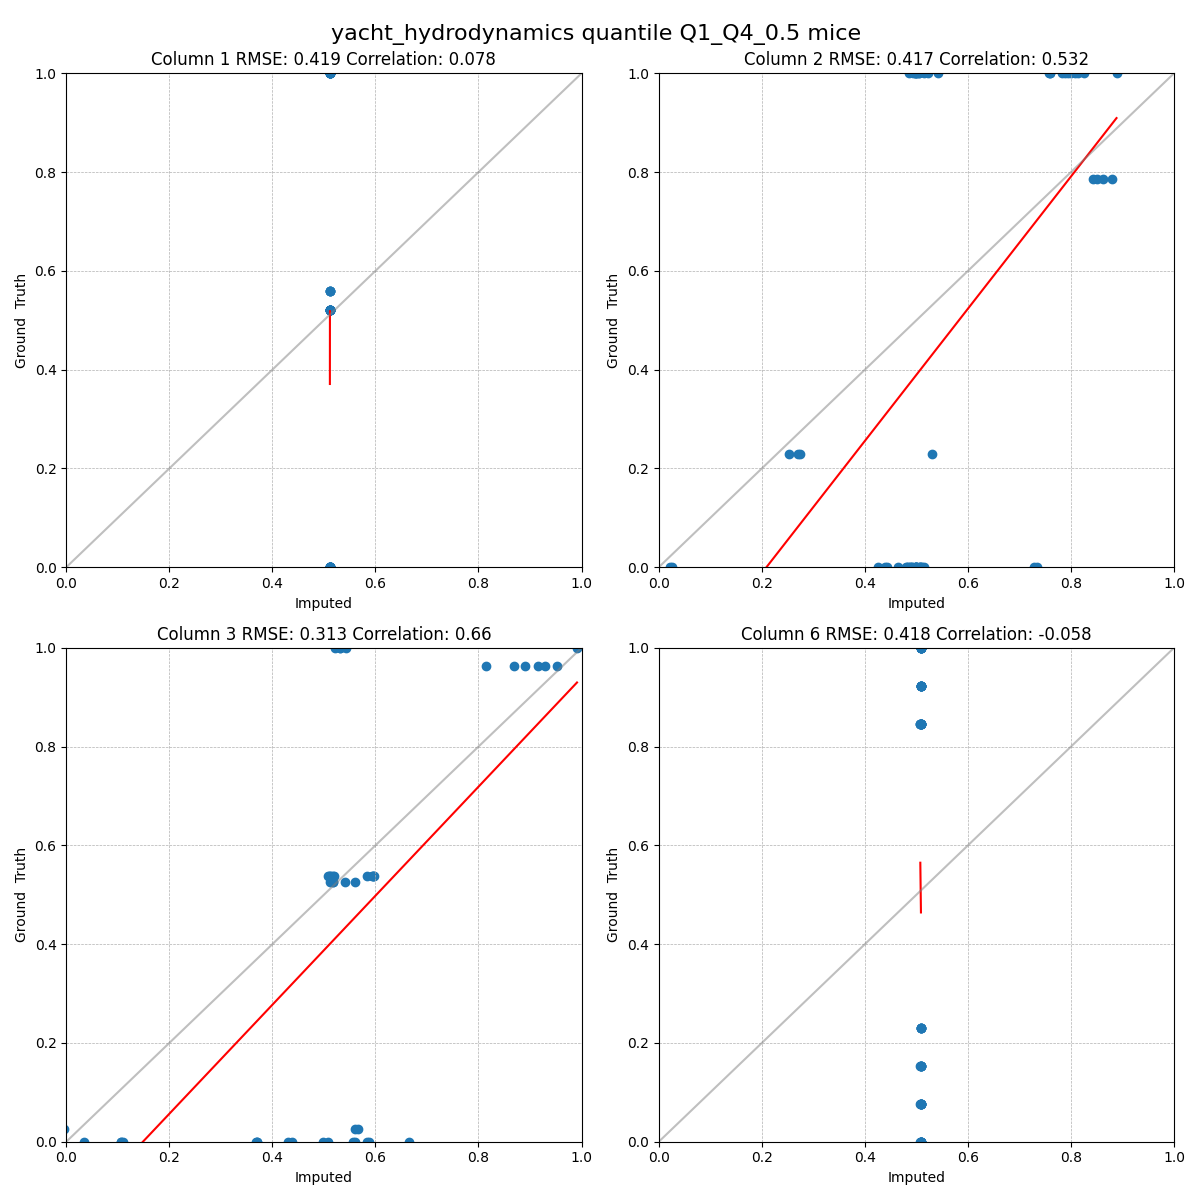 yacht_hydrodynamics quantile Q1_Q4_0.5 mice
Column 1 RMSE: 0.419 Correlation: 0.078
1.0
0.8
0.6
0.4
0.2
0.0
Ground Truth
0.0 0.2 0.4 0.6 0.8 1.0
Imputed
Column 2 RMSE: 0.417 Correlation: 0.532
1.0
0.8
0.6
0.4
0.2
0.0
Ground Truth
0.0 0.2 0.4 0.6 0.8 1.0
Imputed
Column 3 RMSE: 0.313 Correlation: 0.66
1.0
0.8
0.6
0.4
0.2
0.0
Ground Truth
0.0 0.2 0.4 0.6 0.8 1.0
Imputed
Column 6 RMSE: 0.418 Correlation: -0.058
1.0
0.8
0.6
0.4
0.2
0.0
Ground Truth
0.0 0.2 0.4 0.6 0.8 1.0
Imputed